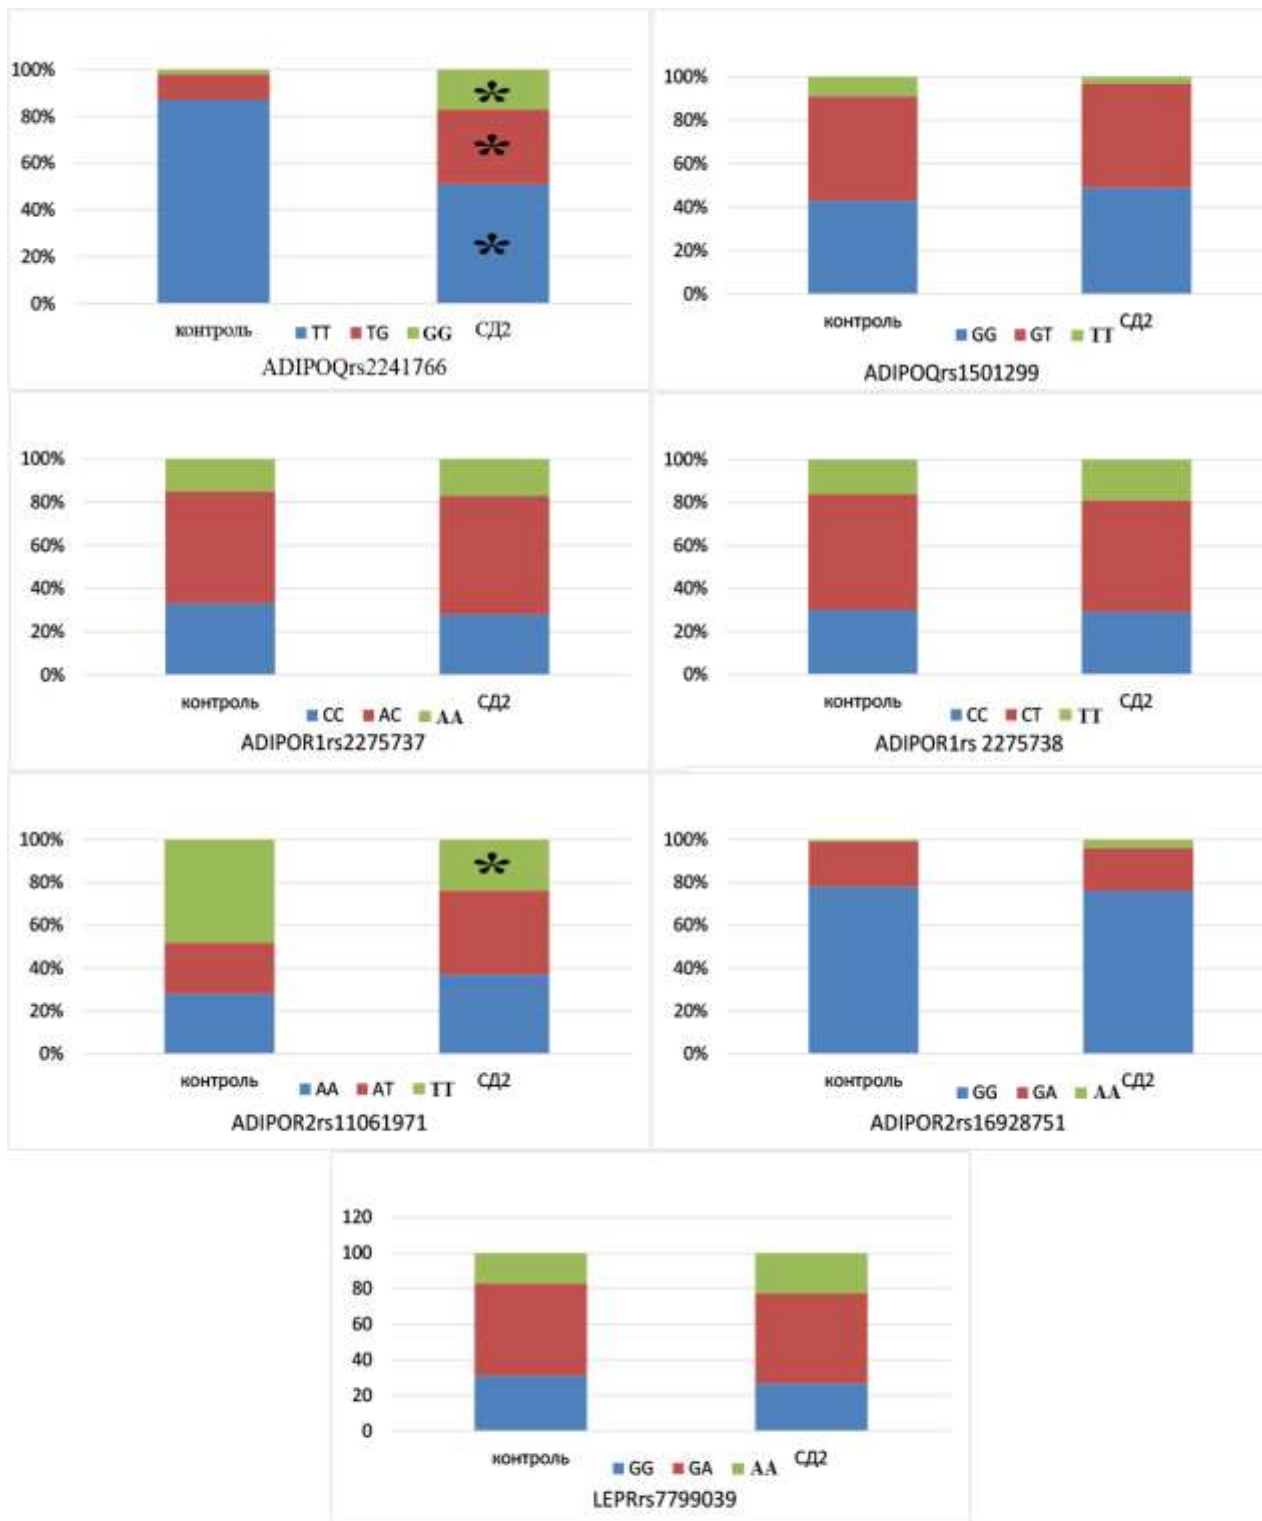 100%
80%
60%
40%
20%
0%
*
*
*
контроль
TT TG GG
СД2
ADIPOQrs2241766
100%
80%
60%
40%
20%
0%
контроль
СД2
GG GT TT
ADIPOQrs1501299
100%
80%
60%
40%
20%
0%
контроль
СД2
CC AC AA
ADIPOR1rs2275737
100%
80%
60%
40%
20%
0%
контроль
СД2
CC CT TT
ADIPOR1rs 2275738
100%
80%
60%
40%
20%
0%
*
контроль
СД2
AA AT TT
ADIPOR2rs11061971
100%
80%
60%
40%
20%
0%
контроль
СД2
GG GA AA
ADIPOR2rs16928751
120
100
80
60
40
20
0
контроль
СД2
GG GA AA
LEPRrs7799039